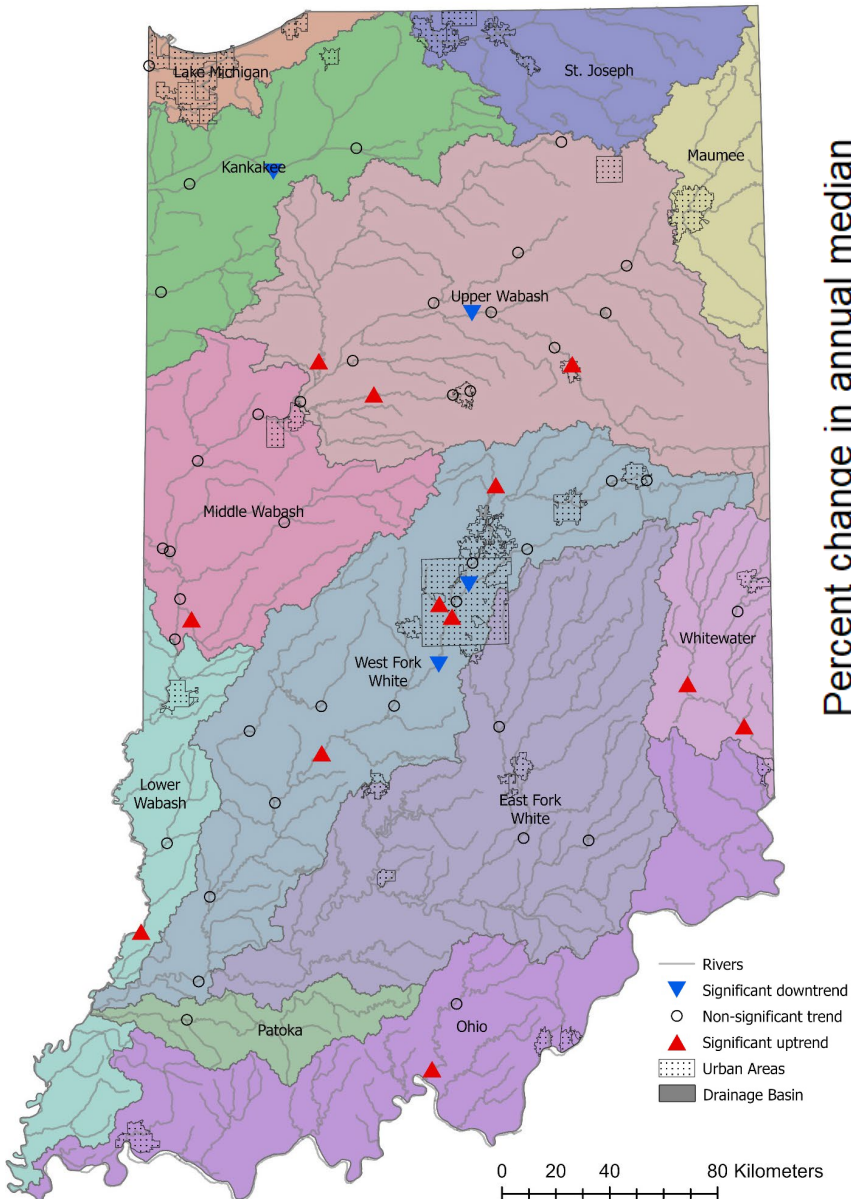 Lake Michigan
St. Joseph
Maumee
Kankakee
Upper Wabash
Percent change in annual median
Middle Wabash
Whitewater
West Fork
White
Lower
Wabash
East Fork
White
Patoka
Ohio
Rivers
Significant downtrend
Non-significant trend
Significant uptrend
Urban Areas
Drainage Basin
0 20 40 80 Kilometers